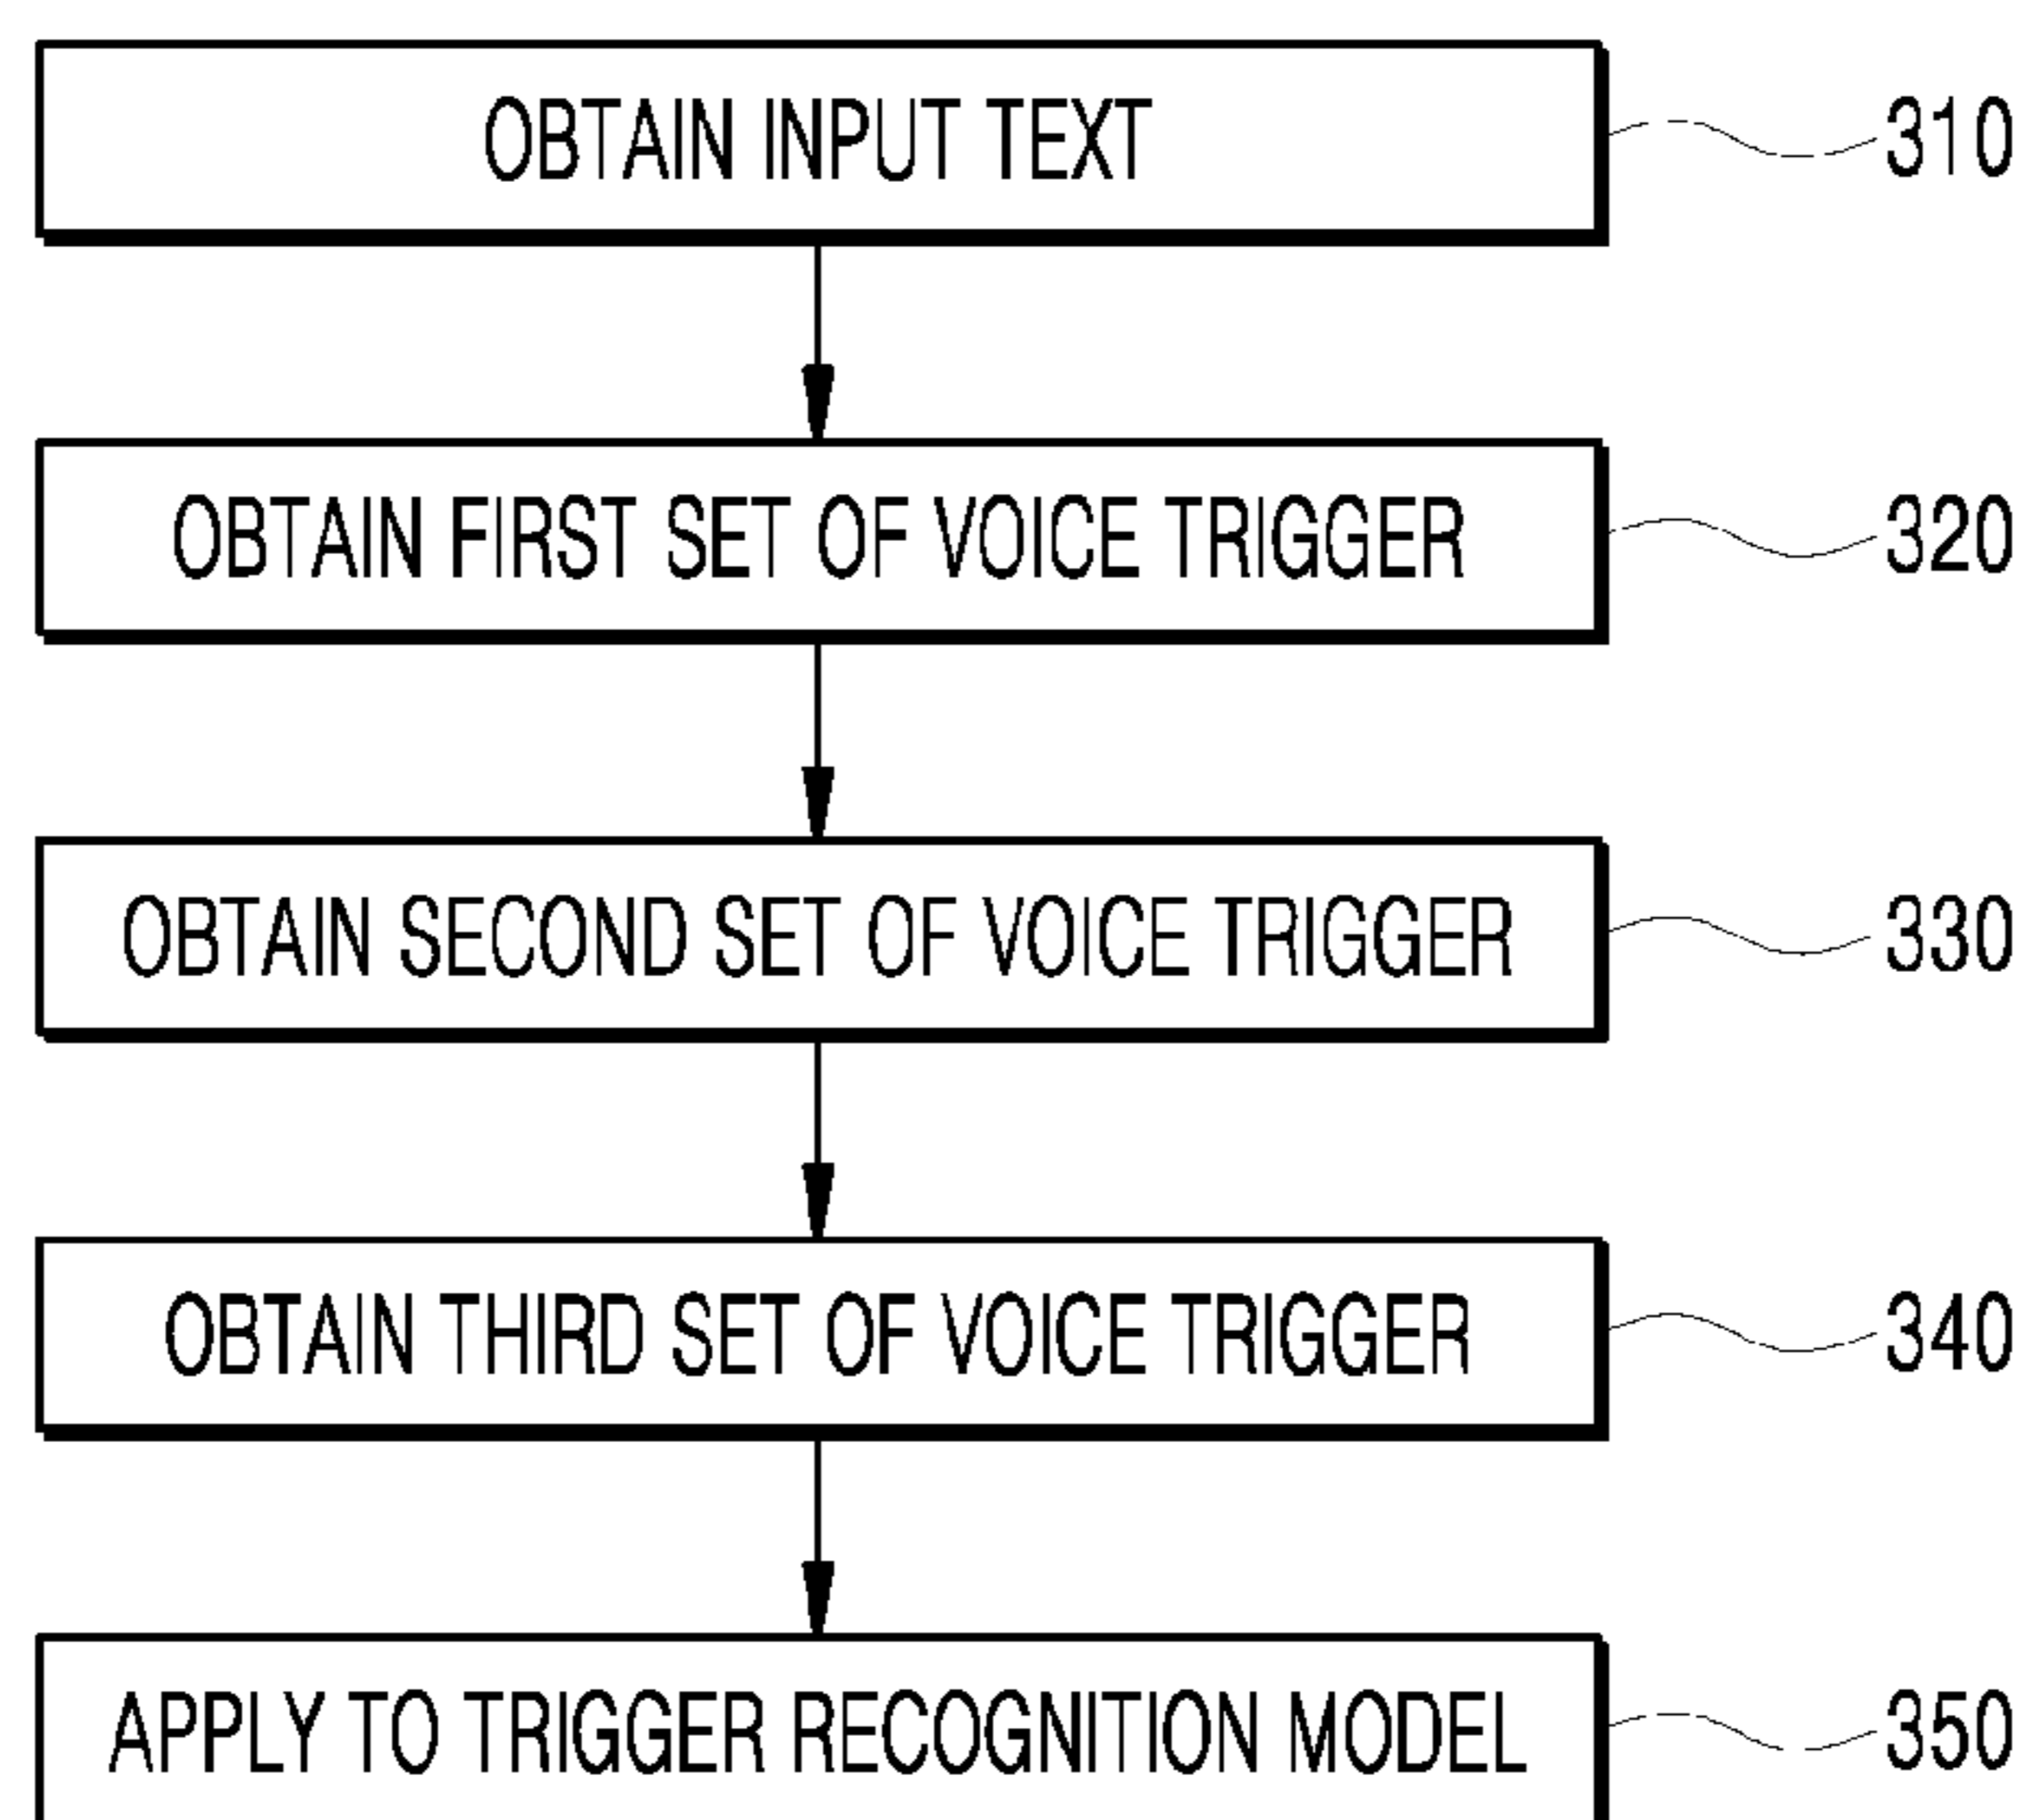 OBTAIN INPUT TEXT 310
OBTAIN FIRST SET OF VOICE TRIGGER 320
OBTAIN SECOND SET OF VOICE TRIGGER 330
OBTAIN THIRD SET OF VOICE TRIGGER 340
APPLY TO TRIGGER RECOGNITION MODEL 350